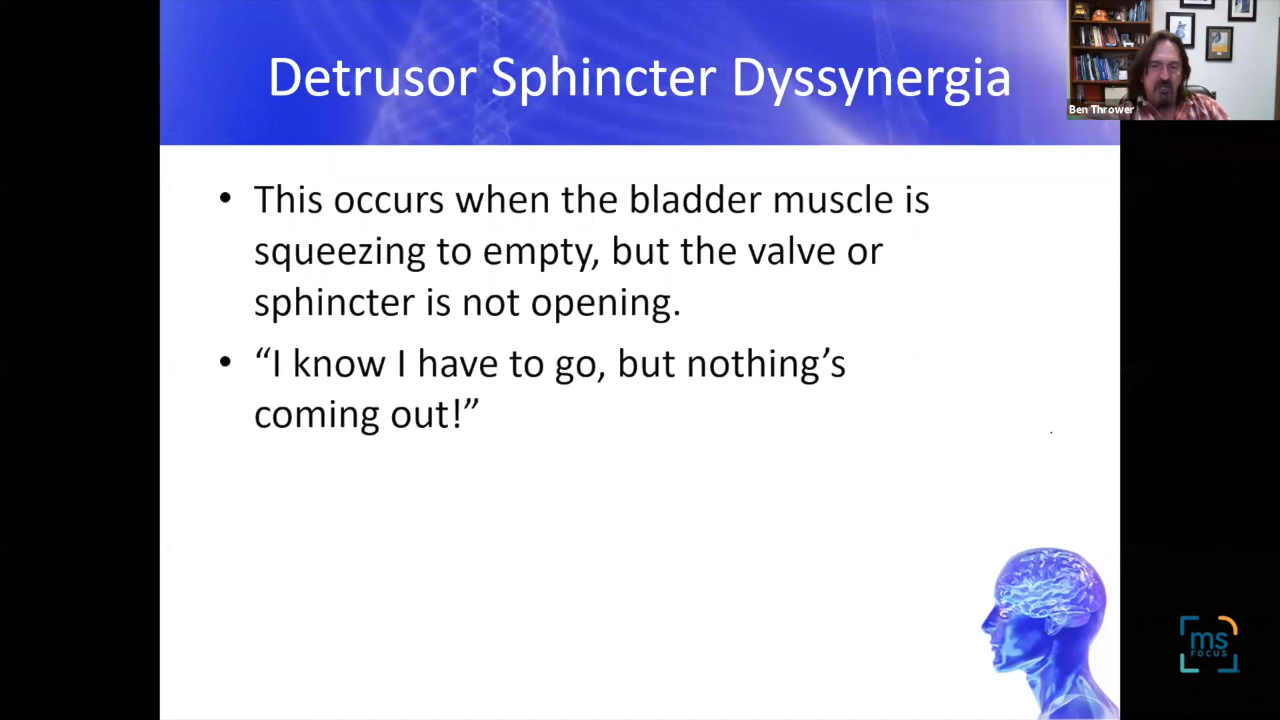 Detrusor Sphincter Dyssynergia
Ben Thrower
• This occurs when the bladder muscle is
squeezing to empty, but the valve or
sphincter is not opening.
• “I know I have to go, but nothing’s
coming out!”
ms
FOCUS